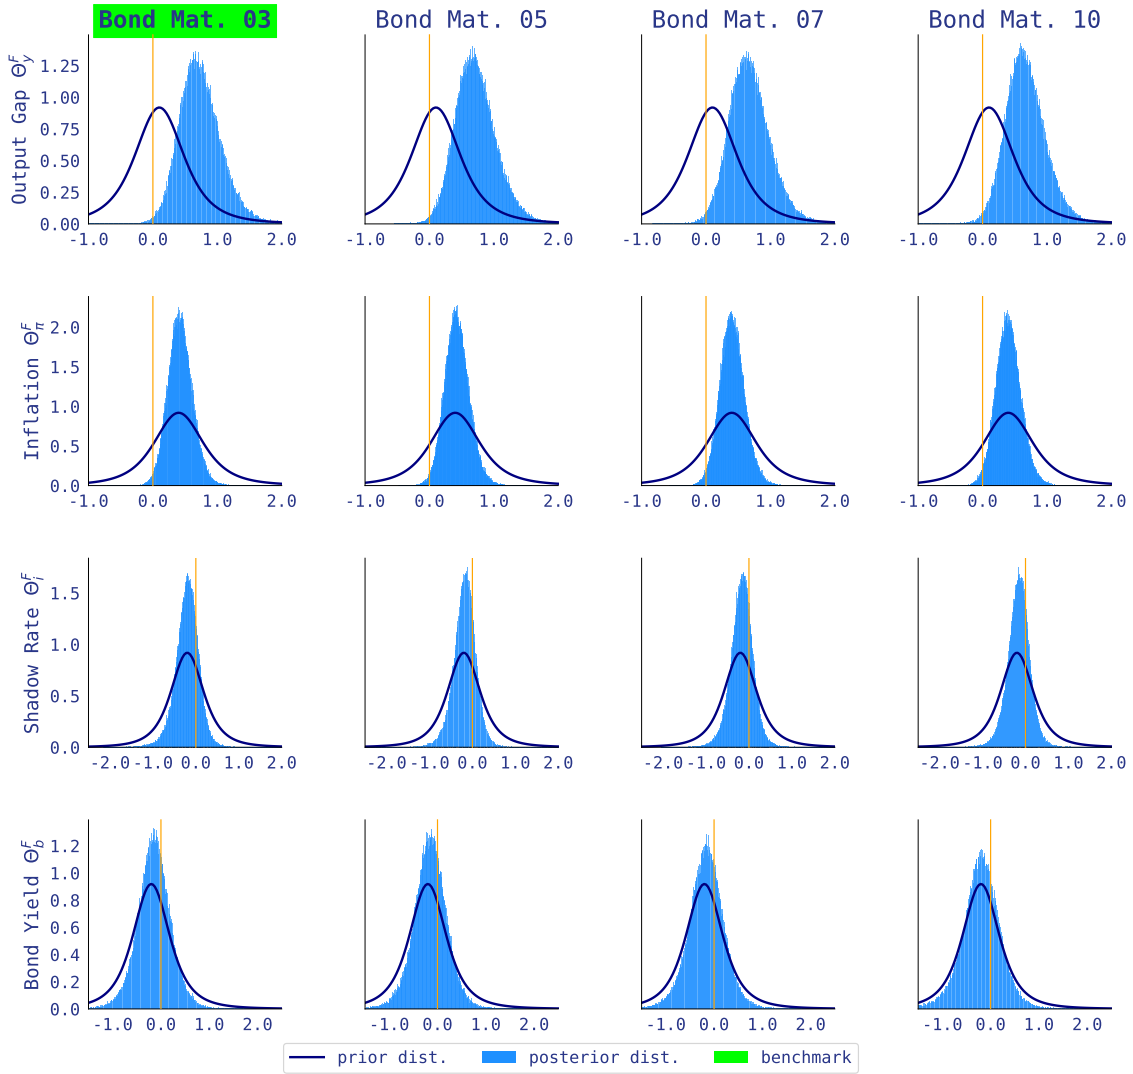 Bond Mat. 03 Bond Mat. 05 Bond Mat. 07 Bond Mat. 10
Output Gap Θ_y^F
1.25
1.00
0.75
0.50
0.25
0.00
-1.0 0.0 1.0 2.0 -1.0 0.0 1.0 2.0 -1.0 0.0 1.0 2.0 -1.0 0.0 1.0 2.0
Inflation Θ_π^F
2.0
1.5
1.0
0.5
0.0
-1.0 0.0 1.0 2.0 -1.0 0.0 1.0 2.0 -1.0 0.0 1.0 2.0 -1.0 0.0 1.0 2.0
Shadow Rate Θ_i^F
1.5
1.0
0.5
0.0
-2.0 -1.0 0.0 1.0 2.0 -2.0 -1.0 0.0 1.0 2.0 -2.0 -1.0 0.0 1.0 2.0 -2.0 -1.0 0.0 1.0 2.0
Bond Yield Θ_b^F
1.2
1.0
0.8
0.6
0.4
0.2
0.0
-1.0 0.0 1.0 2.0 -1.0 0.0 1.0 2.0 -1.0 0.0 1.0 2.0 -1.0 0.0 1.0 2.0
prior dist. posterior dist. benchmark